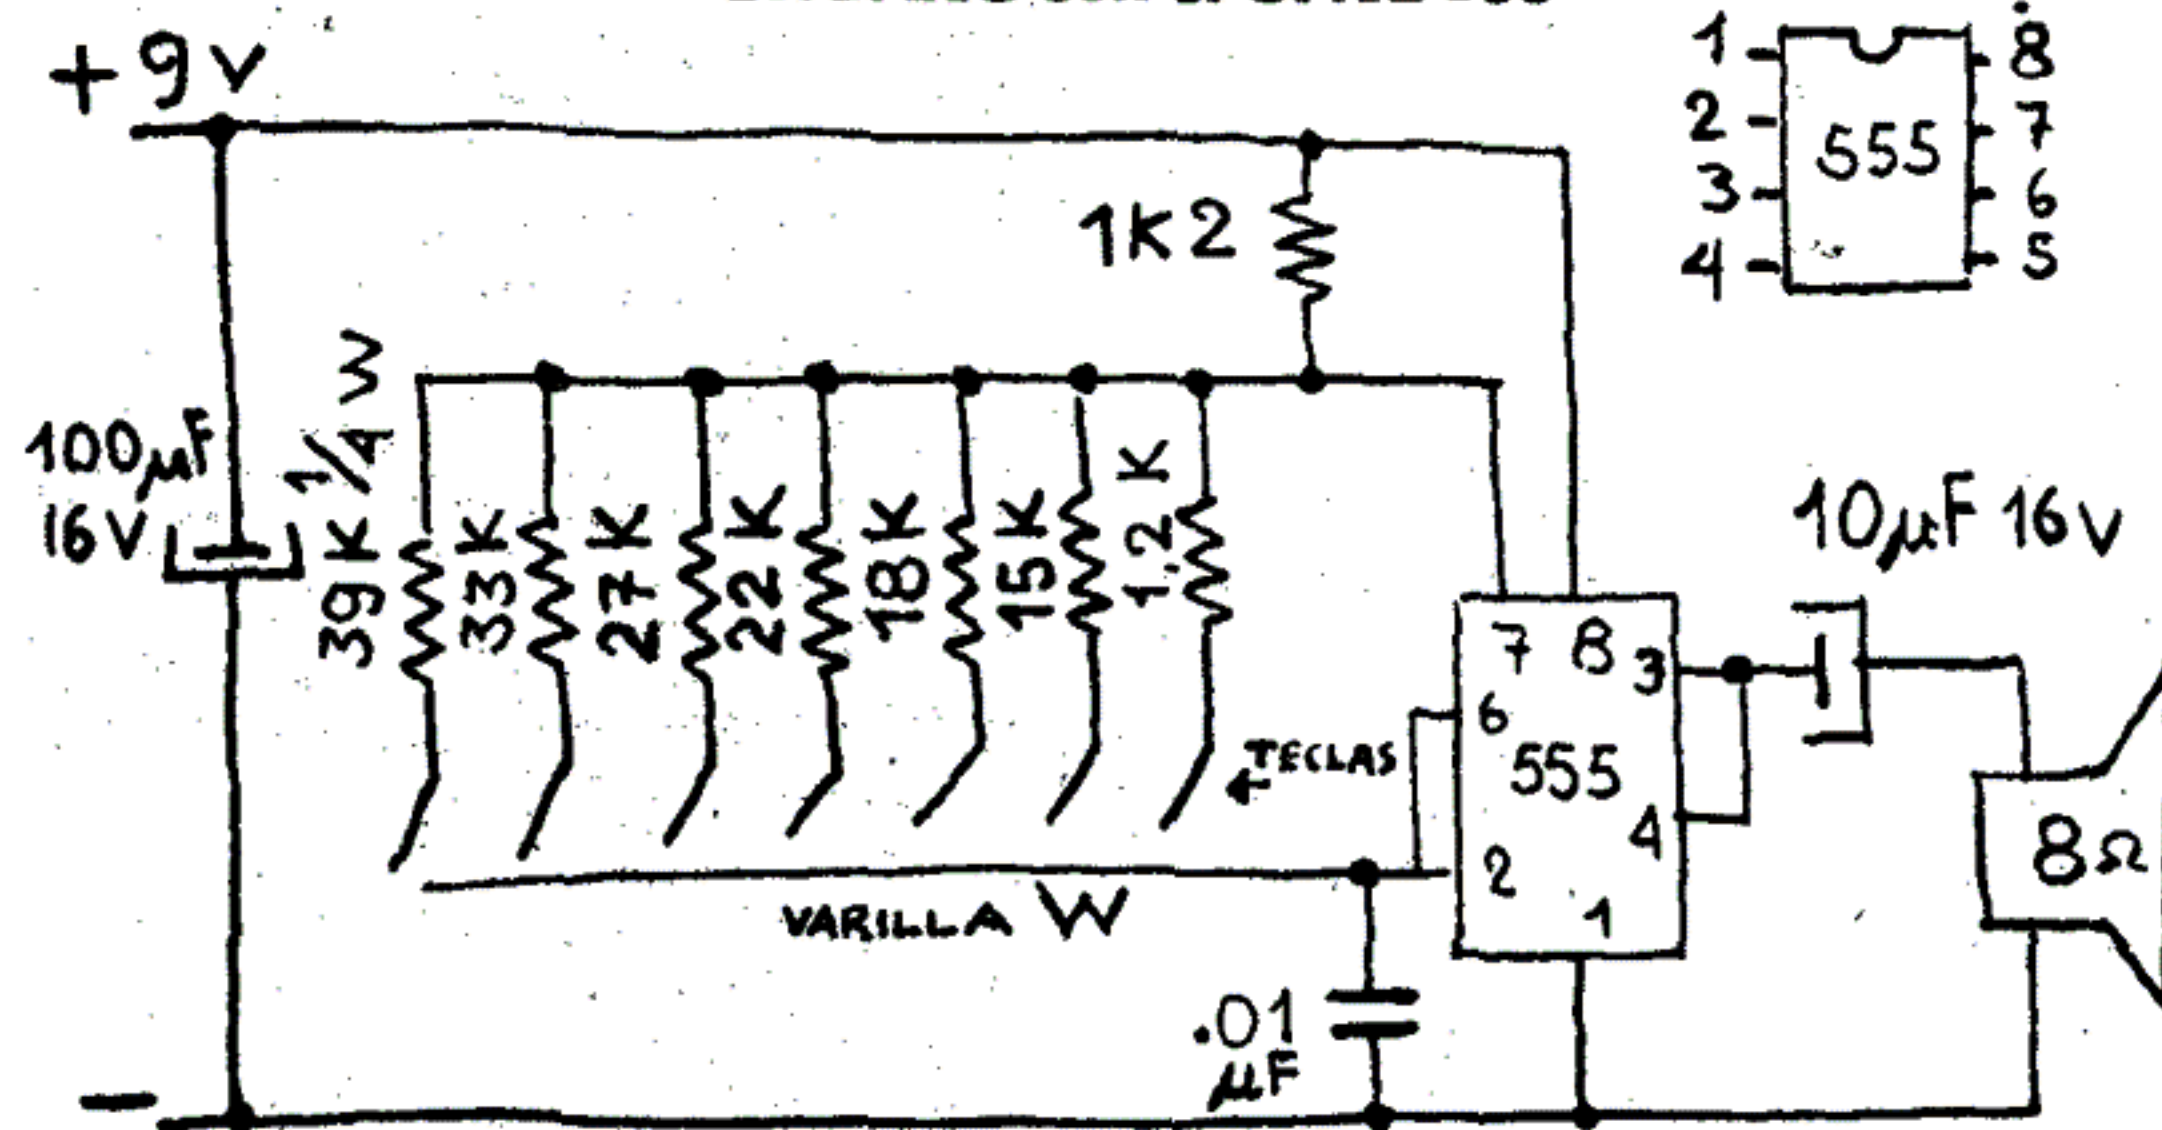 +9V
1K2
1
2
3
4
555
8
7
6
5
100µF
16V
1/4 W
39K
33K
27K
22K
18K
15K
1,2K
10µF 16V
← TECLAS
7 8 3
6
555
4
2
1
8Ω
VARILLA W
.01
µF
−